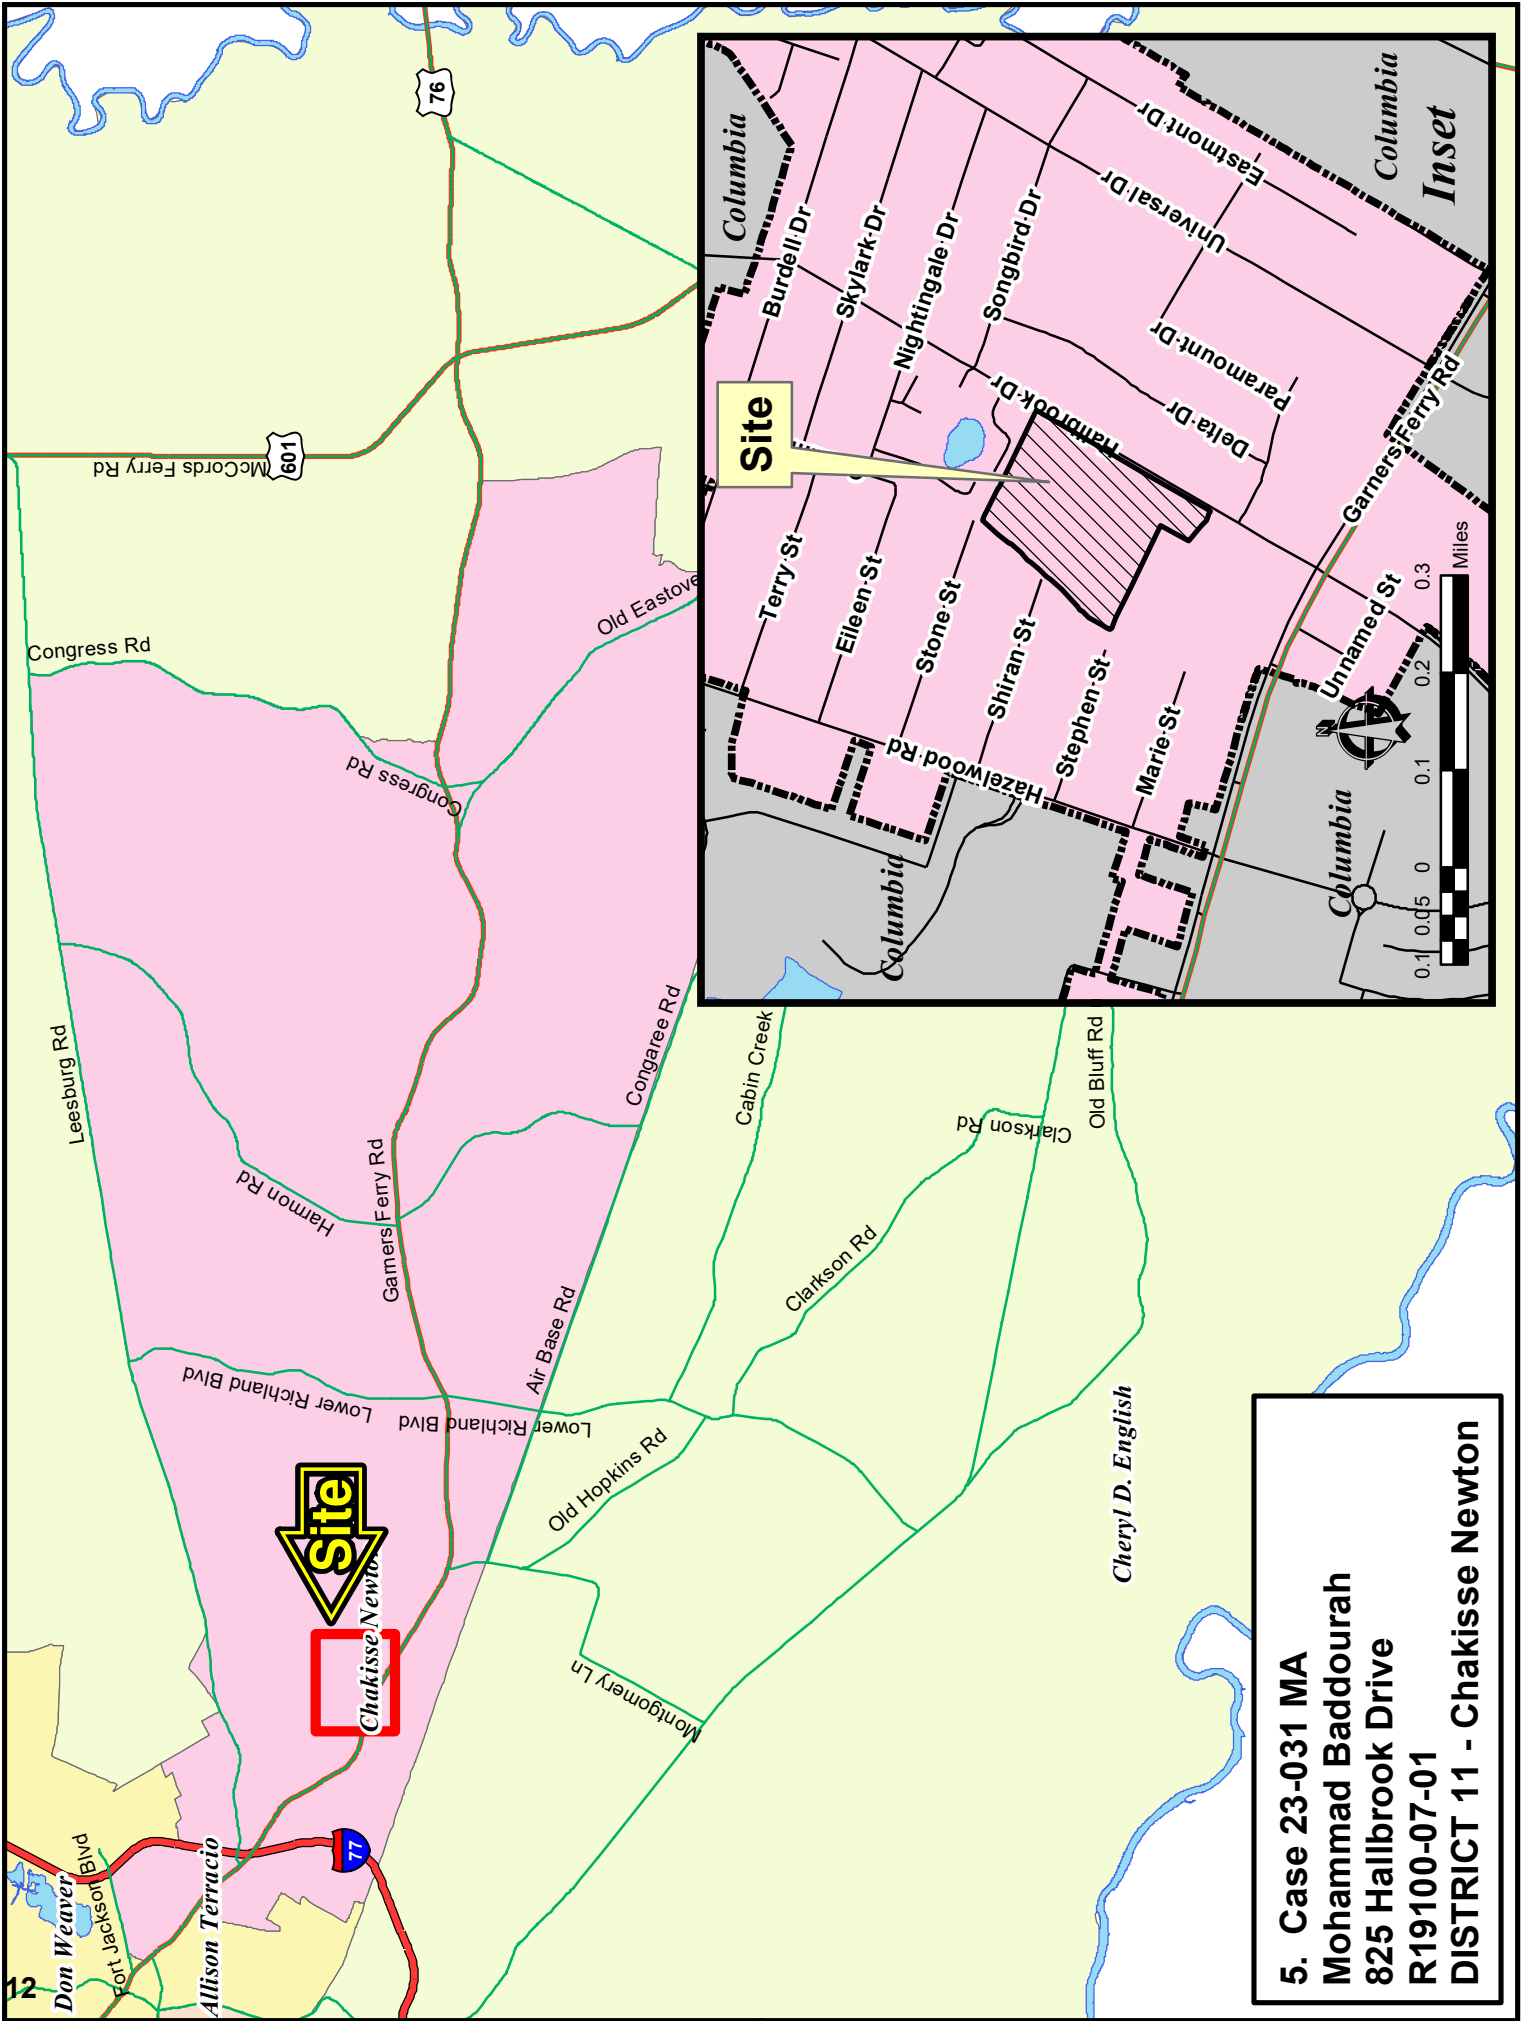 12
Don Weaver
Fort Jackson Blvd
Allison Terracio
77
Leesburg Rd
Congress Rd
McCords Ferry Rd
601
76
Harmon Rd
Congress Rd
Garners Ferry Rd
Lower Richland Blvd
Lower Richland Blvd
Lower Richland Blvd
Site
Chakisse Newto
Air Base Rd
Congaree Rd
Old Eastove
Old Hopkins Rd
Montgomery Ln
Cabin Creek
Clarkson Rd
Clarkson Rd
Old Bluff Rd
Cheryl D. English
Site
Columbia
Burdell Dr
Skylark Dr
Nightingale Dr
Songbird Dr
Hallbrook Dr
Universal Dr
Eastmont Dr
Paramount Dr
Delta Dr
Terry St
Eileen St
Stone St
Shiran St
Stephen St
Marie St
Hazelwood Rd
Garners Ferry Rd
Unnamed St
Columbia
Columbia
Columbia
Inset
N
0.1 0.05 0 0.1 0.2 0.3
Miles
5. Case 23-031 MA
Mohammad Baddourah
825 Hallbrook Drive
R19100-07-01
DISTRICT 11 - Chakisse Newton